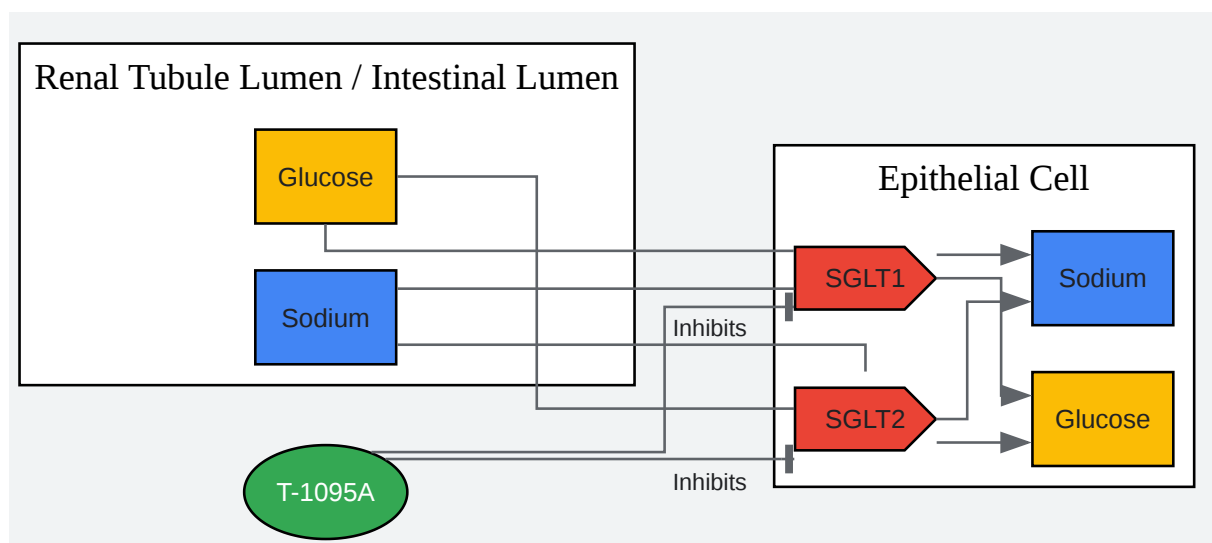 Renal Tubule Lumen / Intestinal Lumen
Glucose
Sodium
Epithelial Cell
SGLT1
Sodium
Inhibits
SGLT2
Glucose
T-1095A
Inhibits